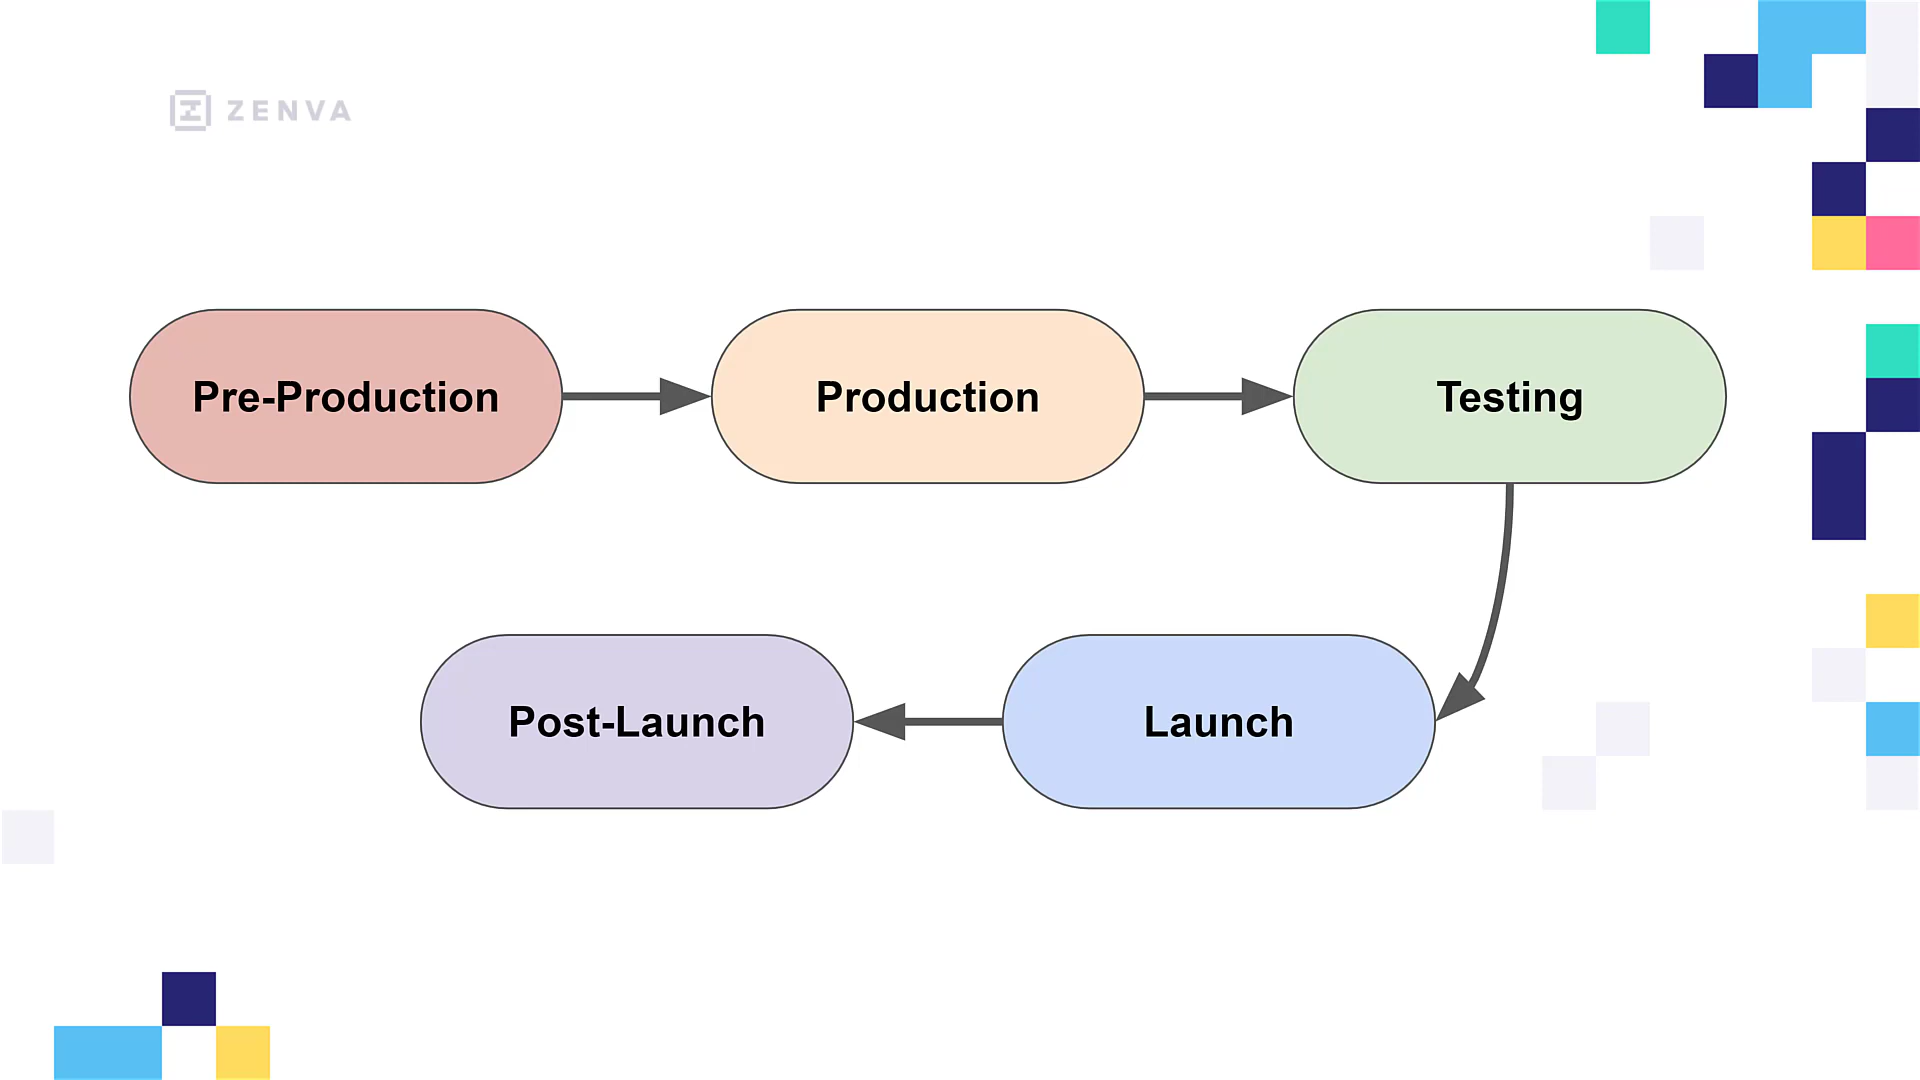 ZENVA
Pre-Production
Production
Testing
Post-Launch
Launch